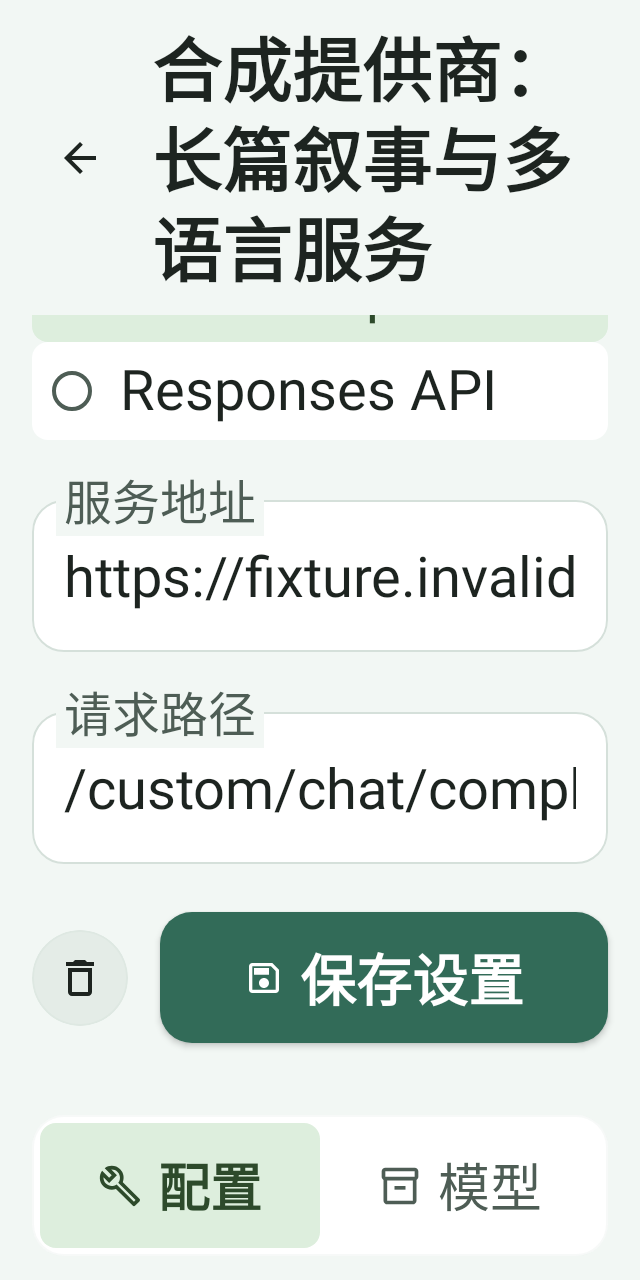 合成提供商：
长篇叙事与多
语言服务
Responses API
服务地址
https://fixture.invalid
请求路径
/custom/chat/compl
保存设置
配置
模型